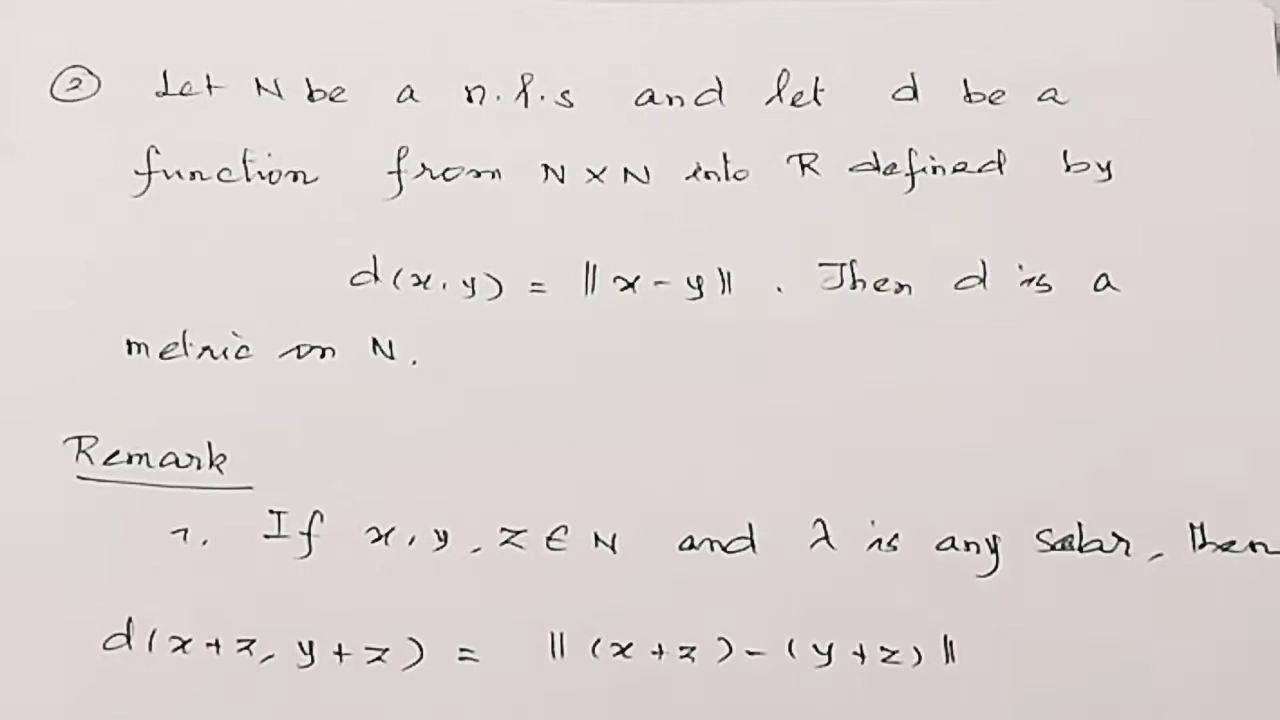 ② Let N be a n.l.s and let d be a
function from N × N into R defined by
d(x, y) = ‖x - y‖ . Then d is a
metric on N.
Remark
1. If x, y, z ∈ N and λ is any scalar, then
d(x+z, y+z) = ‖(x+z)-(y+z)‖